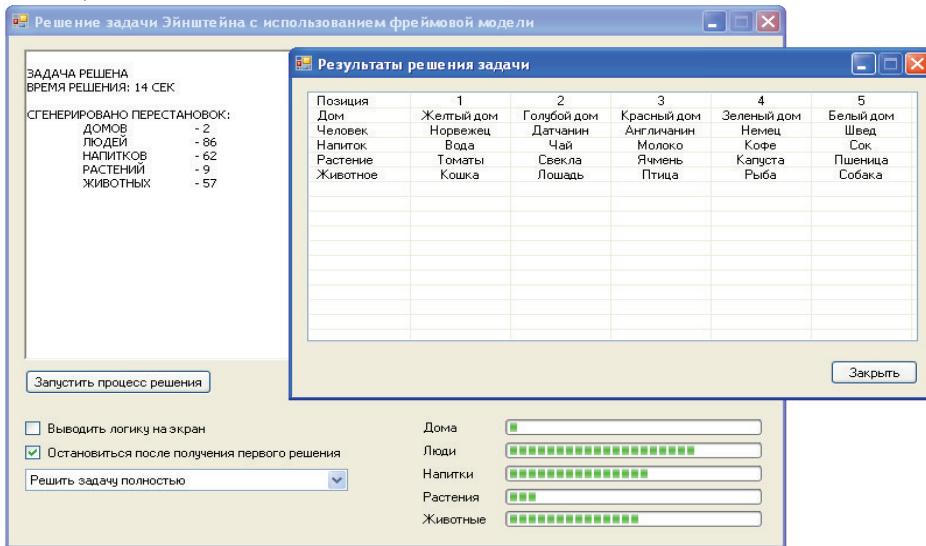 Решение задачи Эйнштейна с использованием фреймовой модели
ЗАДАЧА РЕШЕНА
ВРЕМЯ РЕШЕНИЯ: 14 СЕК
СГЕНЕРИРОВАНО ПЕРЕСТАНОВОК:
ДОМОВ - 2
ЛЮДЕЙ - 86
НАПИТКОВ - 62
РАСТЕНИЙ - 9
ЖИВОТНЫХ - 57
Результаты решения задачи
Позиция 1 2 3 4 5
Дом Желтый дом Голубой дом Красный дом Зеленый дом Белый дом
Человек Норвежец Датчанин Англичанин Немец Швед
Напиток Вода Чай Молоко Кофе Сок
Растение Томаты Свекла Ячмень Капуста Пшеница
Животное Кошка Лошадь Птица Рыба Собака
Закрыть
Запустить процесс решения
Выводить логику на экран
Остановиться после получения первого решения
Решить задачу полностью
Дома
Люди
Напитки
Растения
Животные